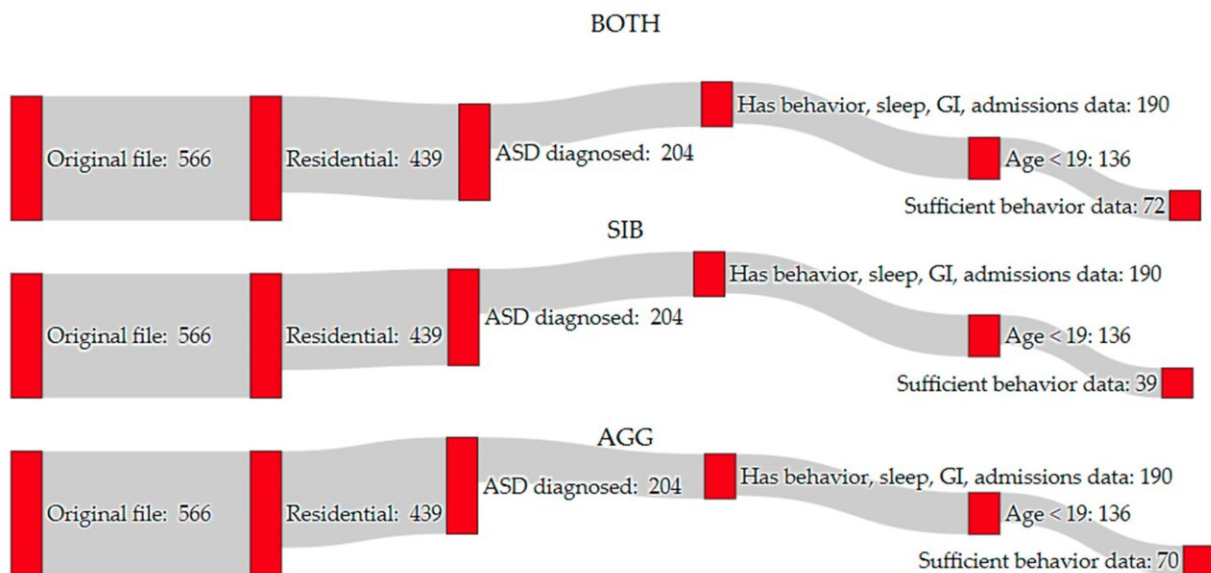 BOTH
Original file: 566
Residential: 439
ASD diagnosed: 204
Has behavior, sleep, GI, admissions data: 190
Age < 19: 136
Sufficient behavior data: 72
SIB
Original file: 566
Residential: 439
ASD diagnosed: 204
Has behavior, sleep, GI, admissions data: 190
Age < 19: 136
Sufficient behavior data: 39
AGG
Original file: 566
Residential: 439
ASD diagnosed: 204
Has behavior, sleep, GI, admissions data: 190
Age < 19: 136
Sufficient behavior data: 70